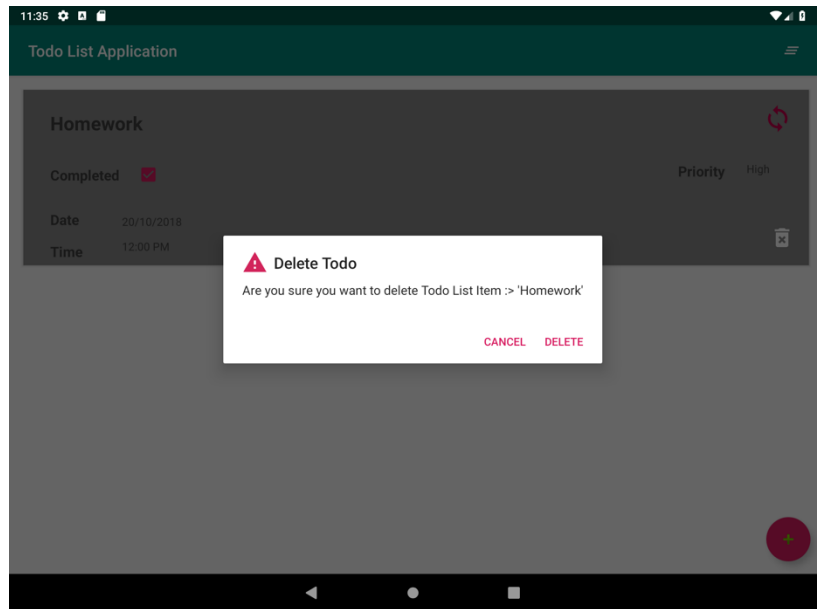 11:35
Todo List Application
Homework
Completed
Priority High
Date 20/10/2018
Time 12:00 PM
Delete Todo
Are you sure you want to delete Todo List Item :> 'Homework'
CANCEL DELETE